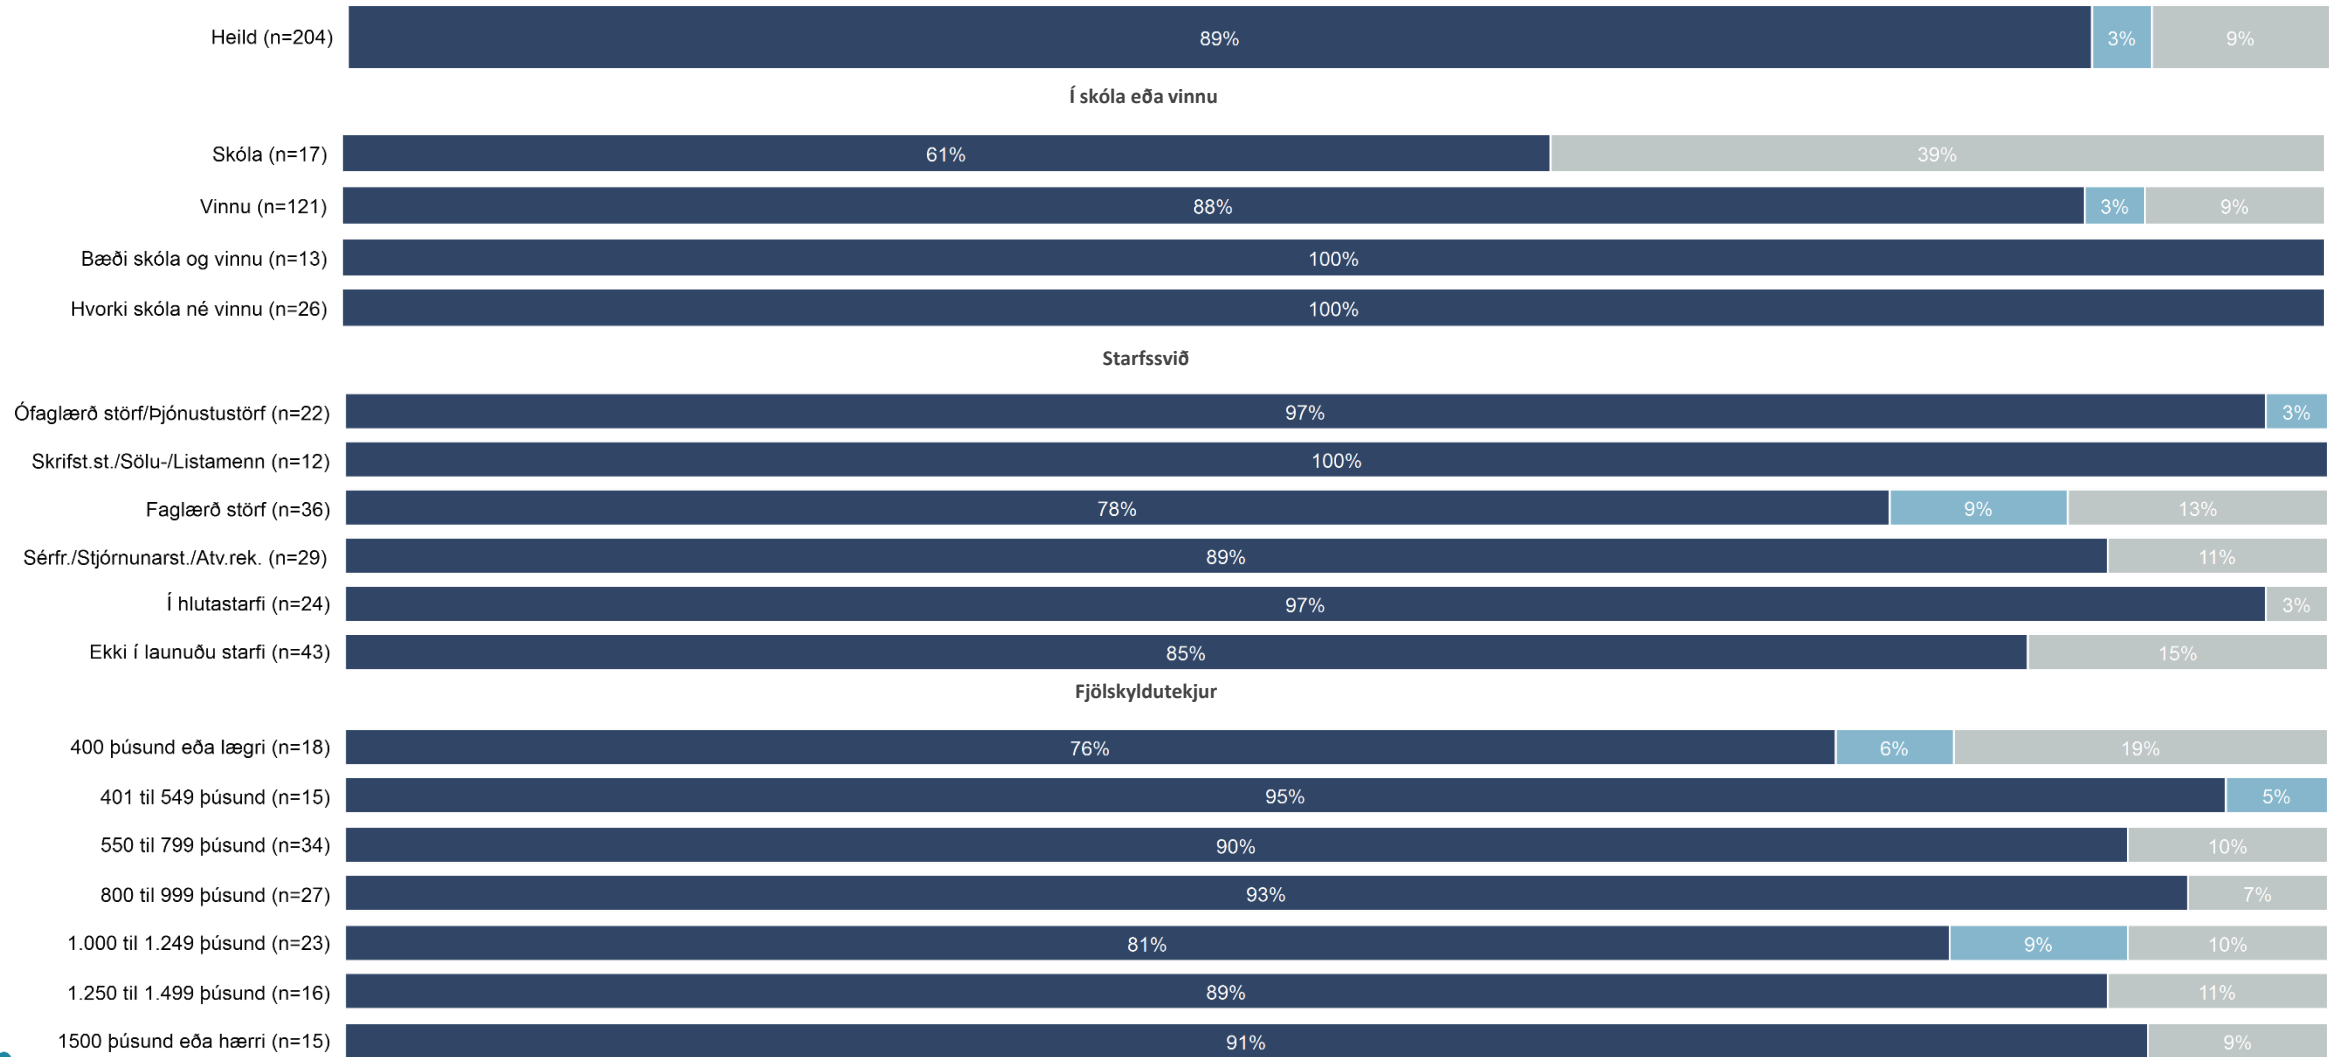 Heild (n=204) 89% 3% 9%
Í skóla eða vinnu
Skóla (n=17) 61% 39%
Vinnu (n=121) 88% 3% 9%
Bæði skóla og vinnu (n=13) 100%
Hvorki skóla né vinnu (n=26) 100%
Starfssvið
Ófaglærð störf/Þjónustustörf (n=22) 97% 3%
Skrifst.st./Sölu-/Listamenn (n=12) 100%
Faglærð störf (n=36) 78% 9% 13%
Sérfr./Stjórnunarst./Atv.rek. (n=29) 89% 11%
Í hlutastarfi (n=24) 97% 3%
Ekki í launuðu starfi (n=43) 85% 15%
Fjölskyldutekjur
400 þúsund eða lægri (n=18) 76% 6% 19%
401 til 549 þúsund (n=15) 95% 5%
550 til 799 þúsund (n=34) 90% 10%
800 til 999 þúsund (n=27) 93% 7%
1.000 til 1.249 þúsund (n=23) 81% 9% 10%
1.250 til 1.499 þúsund (n=16) 89% 11%
1500 þúsund eða hærri (n=15) 91% 9%